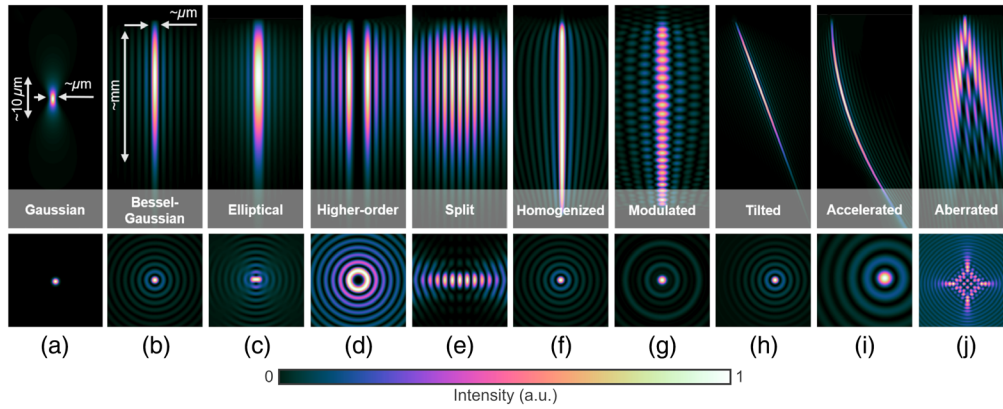 ~10 µm
~µm
Gaussian
~µm
~mm
Bessel-
Gaussian
Elliptical
Higher-order
Split
Homogenized
Modulated
Tilted
Accelerated
Aberrated
(a)
(b)
(c)
(d)
(e)
(f)
(g)
(h)
(i)
(j)
0
1
Intensity (a.u.)